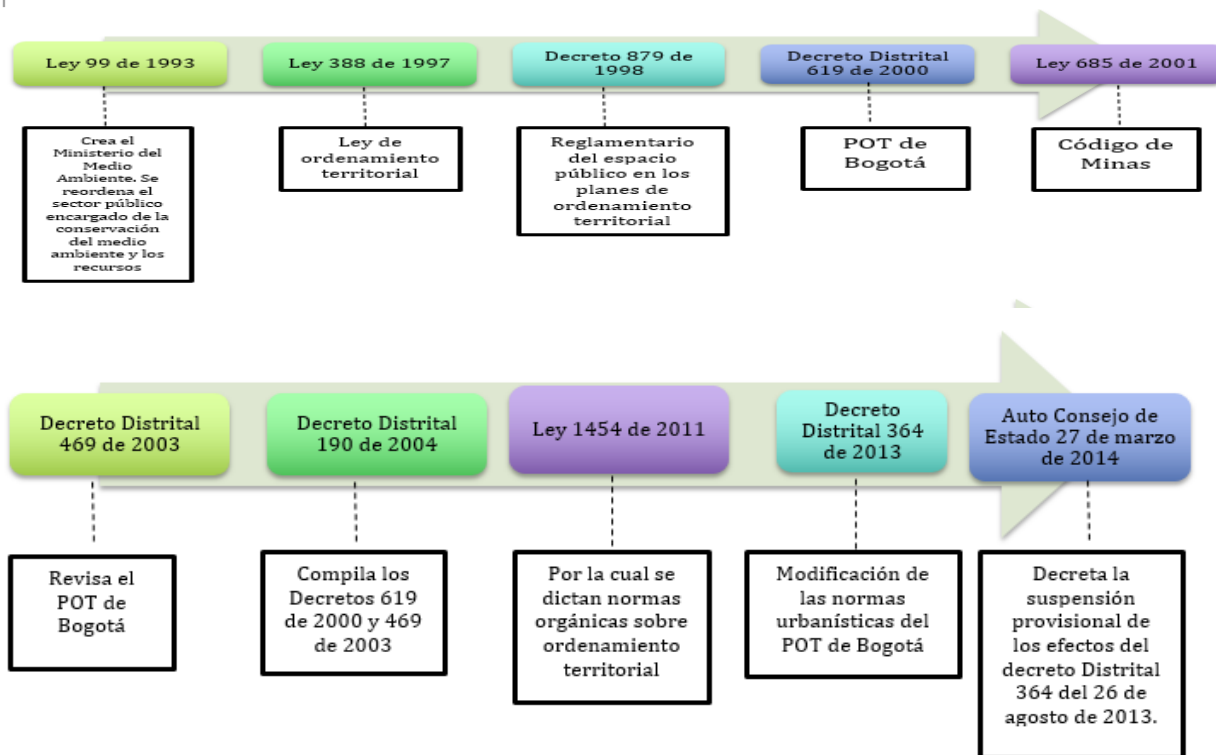 Ley 99 de 1993
Ley 388 de 1997
Decreto 879 de
1998
Decreto Distrital
619 de 2000
Ley 685 de 2001
Crea el
Ministerio del
Medio
Ambiente. Se
reordena el
sector público
encargado de la
conservación
del medio
ambiente y los
recursos
Ley de
ordenamiento
territorial
Reglamentario
del espacio
público en los
planes de
ordenamiento
territorial
POT de
Bogotá
Código de
Minas
Decreto Distrital
469 de 2003
Decreto Distrital
190 de 2004
Ley 1454 de 2011
Decreto
Distrital 364
de 2013
Auto Consejo de
Estado 27 de marzo
de 2014
Revisa el
POT de
Bogotá
Compila los
Decretos 619
de 2000 y 469
de 2003
Por la cual se
dictan normas
orgánicas sobre
ordenamiento
territorial
Modificación de
las normas
urbanísticas del
POT de Bogotá
Decreta la
suspensión
provisional de
los efectos del
decreto Distrital
364 del 26 de
agosto de 2013.